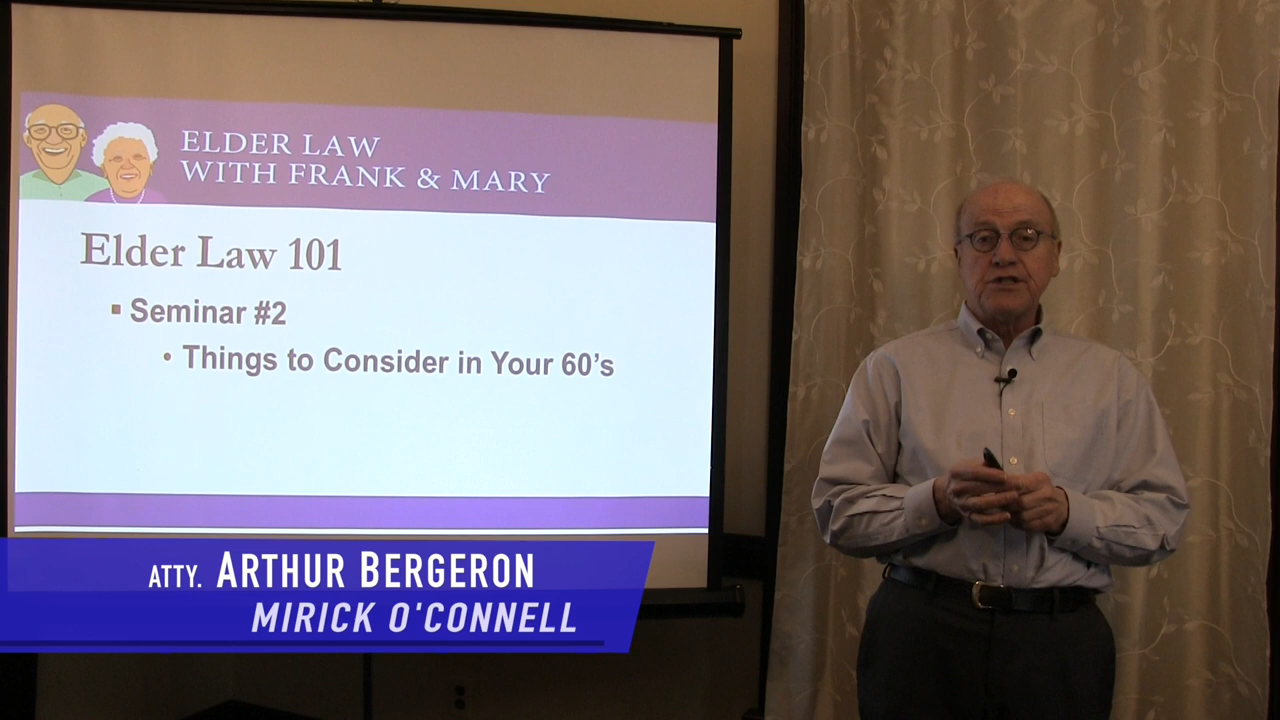 ELDER LAW
WITH FRANK & MARY
Elder Law 101
▪ Seminar #2
• Things to Consider in Your 60's
ATTY. ARTHUR BERGERON
MIRICK O'CONNELL